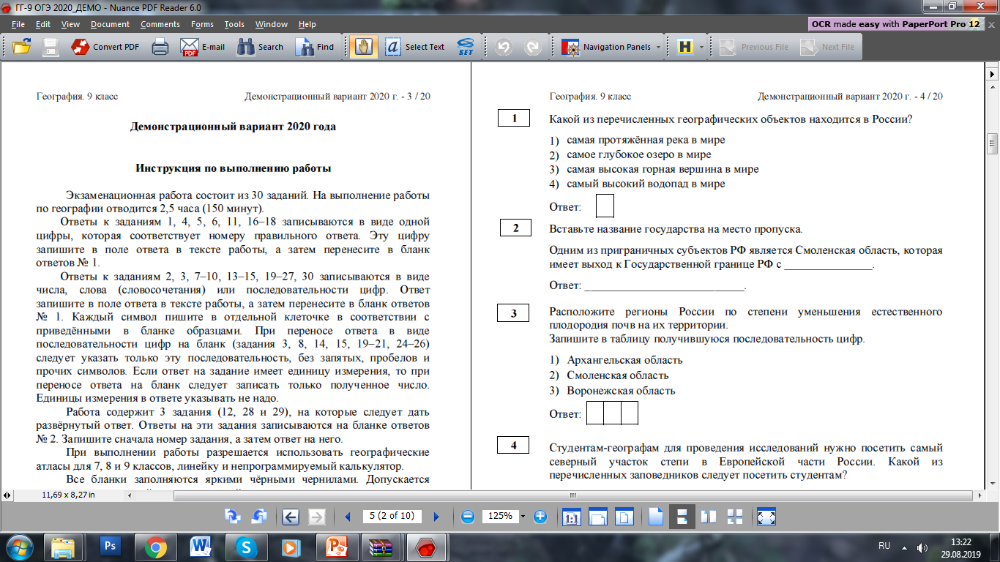 ГГ-9 ОГЭ 2020_ДЕМО - Nuance PDF Reader 6.0
File Edit View Document Comments Forms Tools Window Help
OCR made easy with PaperPort Pro 12
Convert PDF E-mail Search Find Select Text SET Navigation Panels Previous File Next File
География. 9 класс Демонстрационный вариант 2020 г. - 3 / 20
Демонстрационный вариант 2020 года
Инструкция по выполнению работы
Экзаменационная работа состоит из 30 заданий. На выполнение работы
по географии отводится 2,5 часа (150 минут).
Ответы к заданиям 1, 4, 5, 6, 11, 16–18 записываются в виде одной
цифры, которая соответствует номеру правильного ответа. Эту цифру
запишите в поле ответа в тексте работы, а затем перенесите в бланк
ответов № 1.
Ответы к заданиям 2, 3, 7–10, 13–15, 19–27, 30 записываются в виде
числа, слова (словосочетания) или последовательности цифр. Ответ
запишите в поле ответа в тексте работы, а затем перенесите в бланк ответов
№ 1. Каждый символ пишите в отдельной клеточке в соответствии с
приведёнными в бланке образцами. При переносе ответа в виде
последовательности цифр на бланк (задания 3, 8, 14, 15, 19–21, 24–26)
следует указать только эту последовательность, без запятых, пробелов и
прочих символов. Если ответ на задание имеет единицу измерения, то при
переносе ответа на бланк следует записать только полученное число.
Единицы измерения в ответе указывать не надо.
Работа содержит 3 задания (12, 28 и 29), на которые следует дать
развёрнутый ответ. Ответы на эти задания записываются на бланке ответов
№ 2. Запишите сначала номер задания, а затем ответ на него.
При выполнении работы разрешается использовать географические
атласы для 7, 8 и 9 классов, линейку и непрограммируемый калькулятор.
Все бланки заполняются яркими чёрными чернилами. Допускается
География. 9 класс Демонстрационный вариант 2020 г. - 4 / 20
1 Какой из перечисленных географических объектов находится в России?
1) самая протяжённая река в мире
2) самое глубокое озеро в мире
3) самая высокая горная вершина в мире
4) самый высокий водопад в мире
Ответ:
2 Вставьте название государства на место пропуска.
Одним из приграничных субъектов РФ является Смоленская область, которая
имеет выход к Государственной границе РФ с _______________.
Ответ: ___________________________.
3 Расположите регионы России по степени уменьшения естественного
плодородия почв на их территории.
Запишите в таблицу получившуюся последовательность цифр.
1) Архангельская область
2) Смоленская область
3) Воронежская область
Ответ:
4 Студентам-географам для проведения исследований нужно посетить самый
северный участок степи в Европейской части России. Какой из
перечисленных заповедников следует посетить студентам?
11,69 x 8,27 in
5 (2 of 10) 125% 1:1
Ps W S P
RU 13:22
29.08.2019